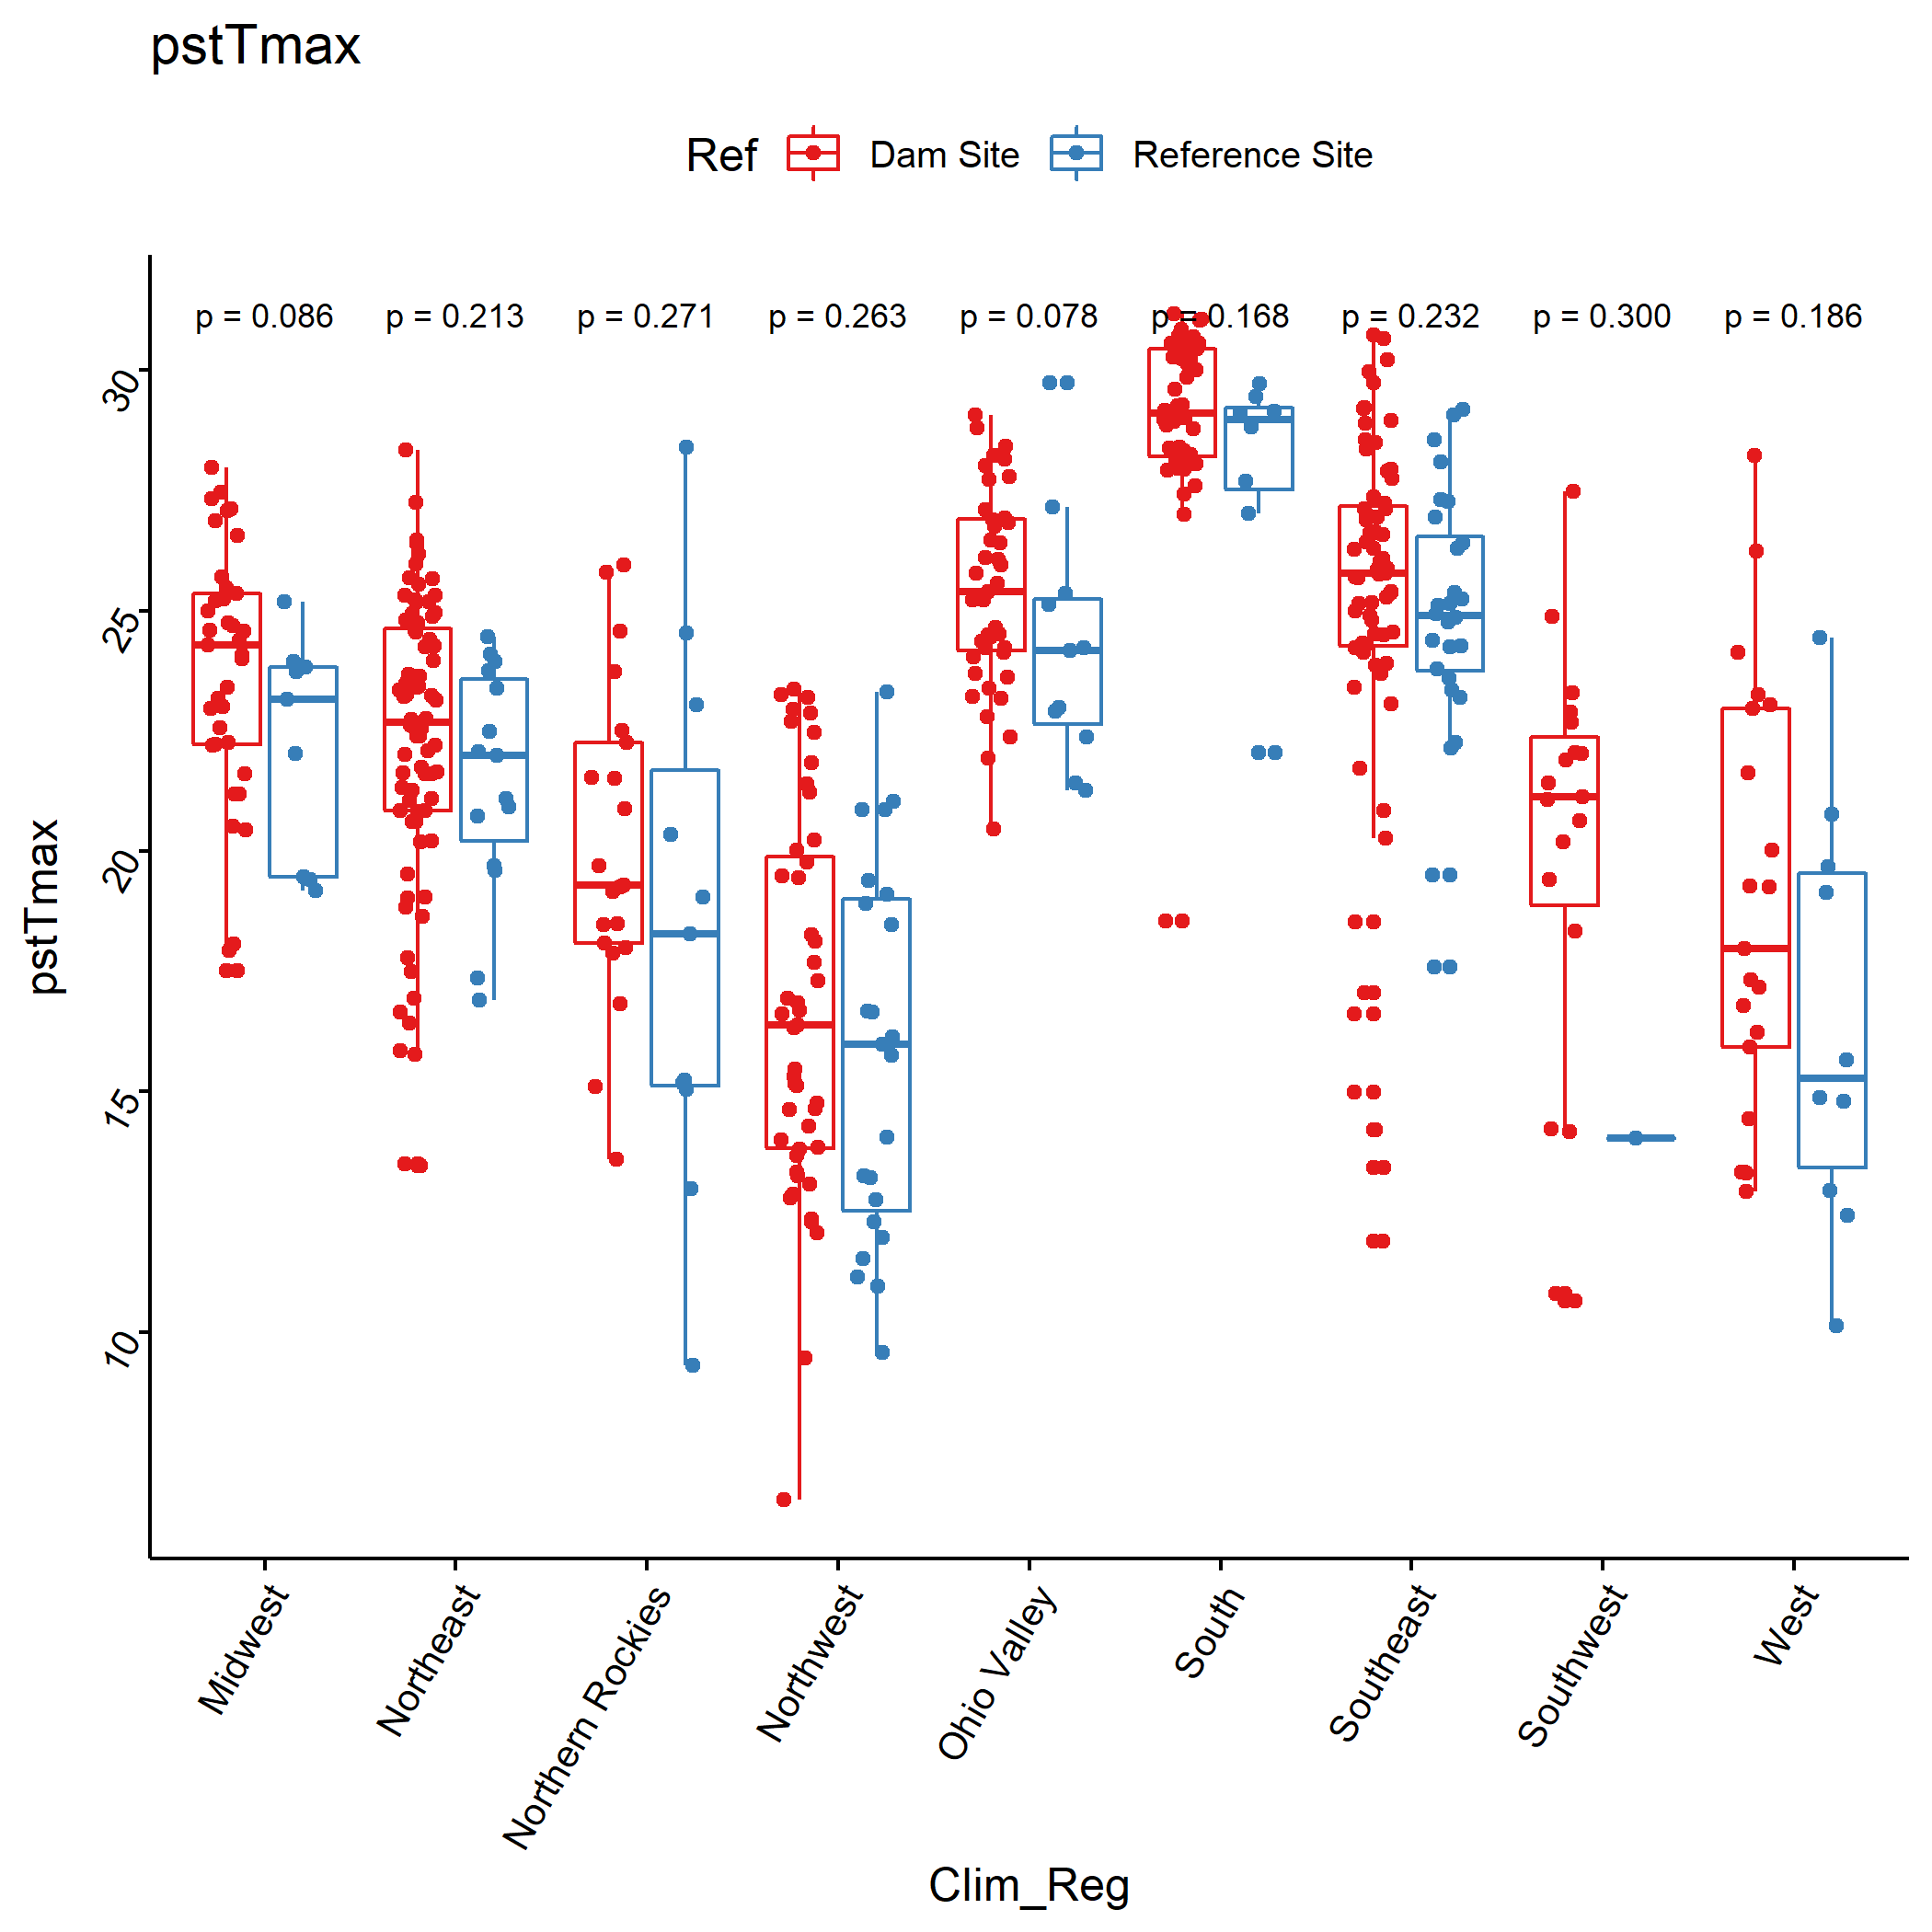 pstTmax
Ref Dam Site Reference Site
p = 0.086 p = 0.213 p = 0.271 p = 0.263 p = 0.078 p = 0.168 p = 0.232 p = 0.300 p = 0.186
30
25
20
15
10
pstTmax
Midwest Northeast Northern Rockies Northwest Ohio Valley South Southeast Southwest West
Clim_Reg